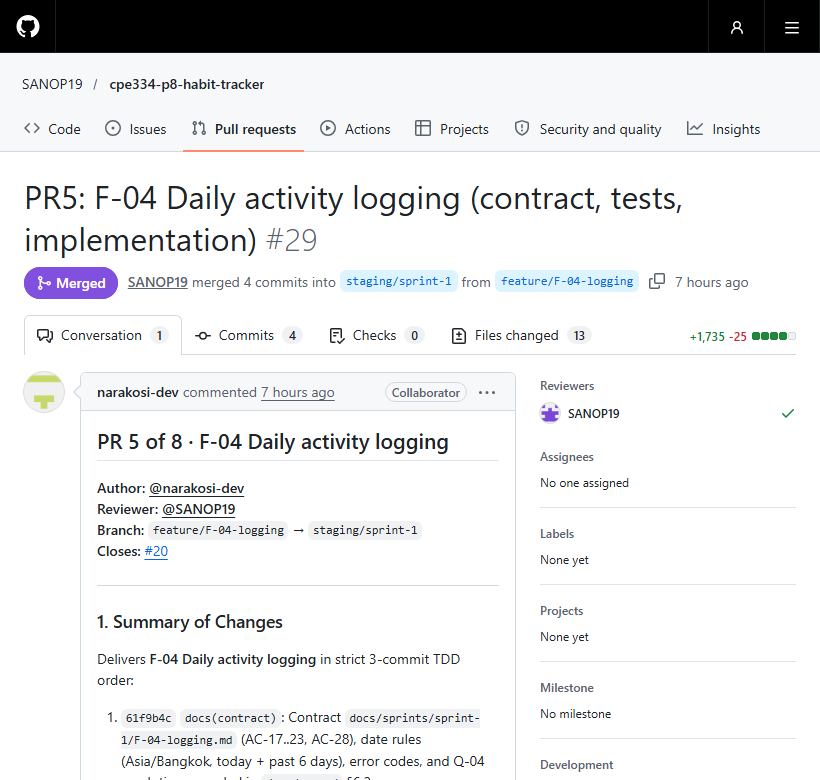 SANOP19 / cpe334-p8-habit-tracker
Code Issues Pull requests Actions Projects Security and quality Insights
PR5: F-04 Daily activity logging (contract, tests,
implementation) #29
Merged SANOP19 merged 4 commits into staging/sprint-1 from feature/F-04-logging 7 hours ago
Conversation 1 Commits 4 Checks 0 Files changed 13 +1,735 -25
narakosi-dev commented 7 hours ago Collaborator ...
PR 5 of 8 · F-04 Daily activity logging
Author: @narakosi-dev
Reviewer: @SANOP19
Branch: feature/F-04-logging → staging/sprint-1
Closes: #20
1. Summary of Changes
Delivers F-04 Daily activity logging in strict 3-commit TDD
order:
1. 61f9b4c docs(contract) : Contract docs/sprints/sprint-
1/F-04-logging.md (AC-17..23, AC-28), date rules
(Asia/Bangkok, today + past 6 days), error codes, and Q-04
Reviewers
SANOP19
Assignees
No one assigned
Labels
None yet
Projects
None yet
Milestone
No milestone
Development